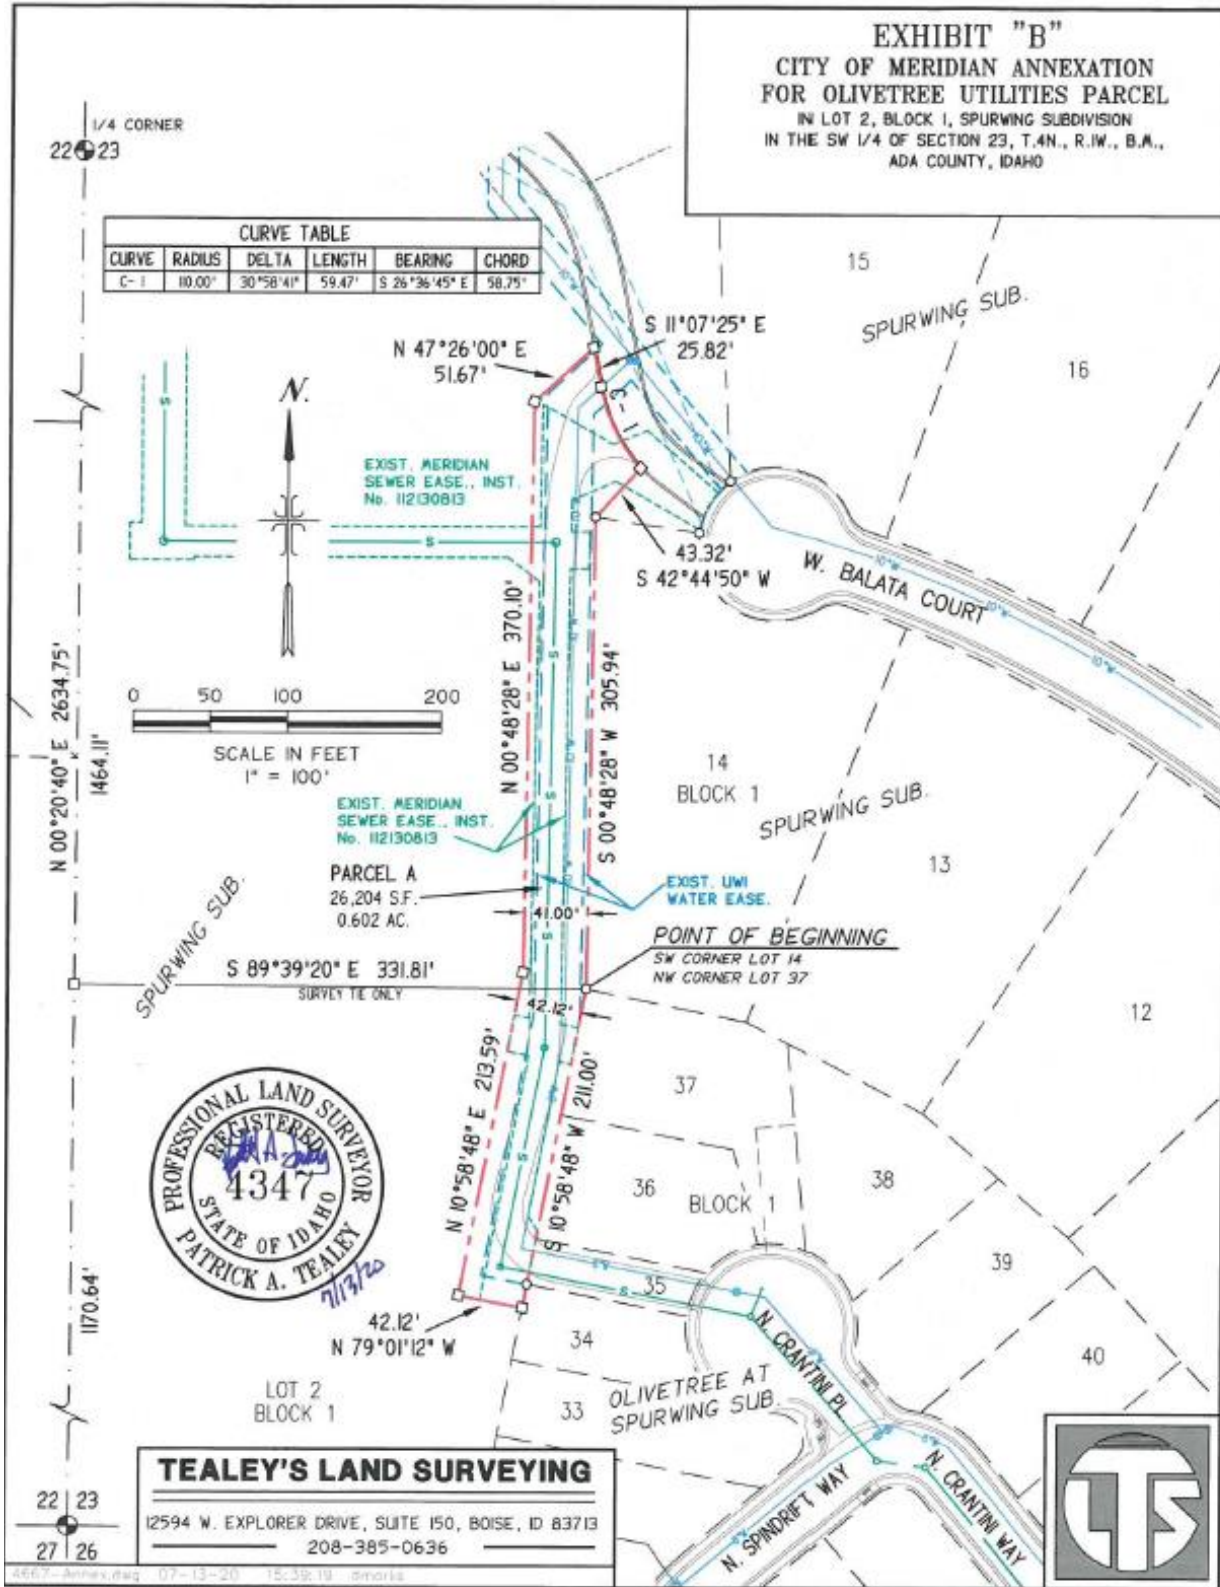 EXHIBIT "B"
CITY OF MERIDIAN ANNEXATION
FOR OLIVETREE UTILITIES PARCEL
IN LOT 2, BLOCK 1, SPURWING SUBDIVISION
IN THE SW 1/4 OF SECTION 23, T.4N., R.1W., B.M.,
ADA COUNTY, IDAHO
1/4 CORNER
22 23
CURVE TABLE
CURVE RADIUS DELTA LENGTH BEARING CHORD
C-1 110.00' 30°58'41" 59.47' S 26°36'45" E 58.75'
15
SPURWING SUB.
16
S 11°07'25" E
25.82'
N 47°26'00" E
51.67'
C-1
N.
EXIST. MERIDIAN
SEWER EASE., INST.
No. 112130813
43.32'
S 42°44'50" W
W. BALATA COURT
N 00°48'28" E 370.10'
S 00°48'28" W 305.94'
N 00°20'40" E 2634.75'
1464.11'
0 50 100 200
SCALE IN FEET
1" = 100'
14
BLOCK 1
SPURWING SUB.
13
EXIST. MERIDIAN
SEWER EASE., INST.
No. 112130813
PARCEL A
26,204 S.F.
0.602 AC.
41.00'
EXIST. UWI
WATER EASE.
POINT OF BEGINNING
SW CORNER LOT 14
NW CORNER LOT 37
SPURWING SUB.
S 89°39'20" E 331.81'
SURVEY TIE ONLY
42.12'
12
N 10°58'48" E 213.59'
S 10°58'48" W 211.00'
37
36
BLOCK 1
38
39
35
34
33
40
PROFESSIONAL LAND SURVEYOR
REGISTERED
4347
STATE OF IDAHO
PATRICK A. TEALEY
7/13/20
1170.64'
42.12'
N 79°01'12" W
LOT 2
BLOCK 1
OLIVETREE AT
SPURWING SUB.
N. CRANTINI PL
N. SPINDRIFT WAY
N. CRANTINI WAY
TEALEY'S LAND SURVEYING
12594 W. EXPLORER DRIVE, SUITE 150, BOISE, ID 83713
208-385-0636
22 23
27 26
4667-Annex.dwg 07-13-20 15:39:19 dmarks
TLS